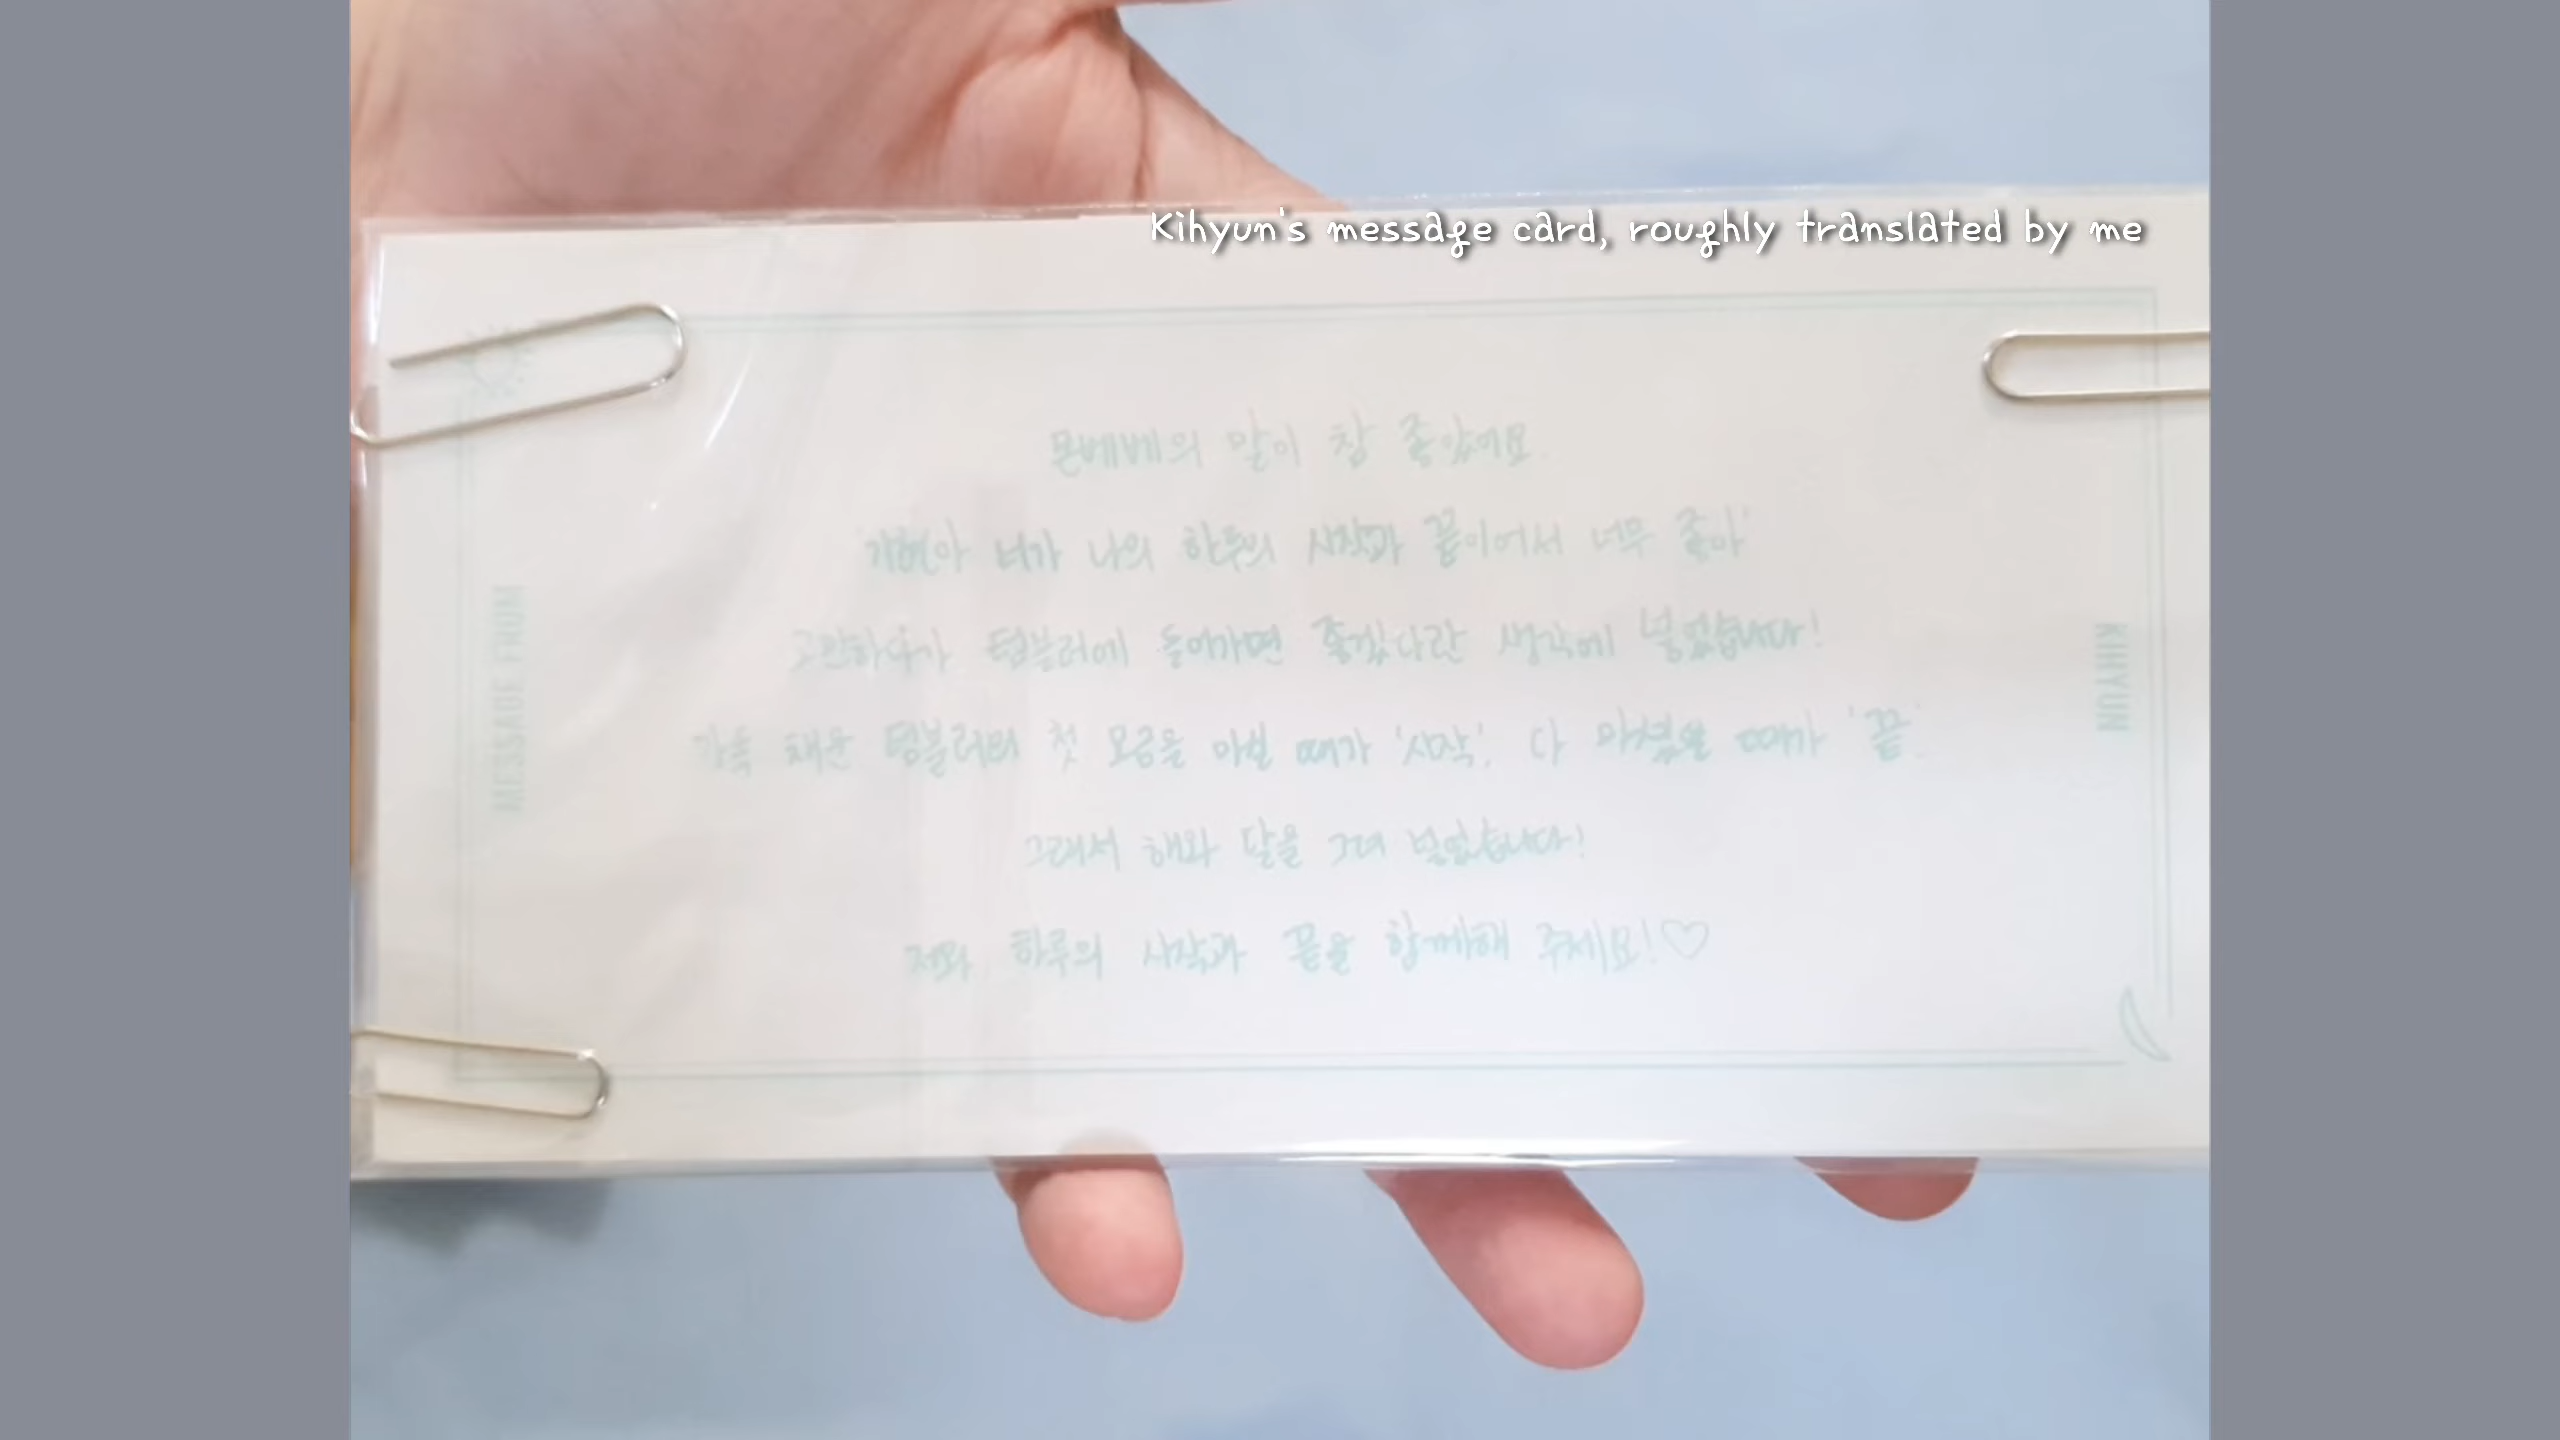 Kihyun's message card, roughly translated by me
몬베베의 말이 참 좋았어요.
'기현아 너가 나의 하루의 시작과 끝이어서 너무 좋아'
고민하다가 텀블러에 들어가면 좋겠다란 생각에 넣었습니다!
가득 채운 텀블러의 첫 모금을 마실 때가 '시작', 다 마셨을 때가 '끝'.
그래서 해와 달을 그려 넣었습니다!
저와 하루의 시작과 끝을 함께해 주세요!♡
MESSAGE FROM
KIHYUN